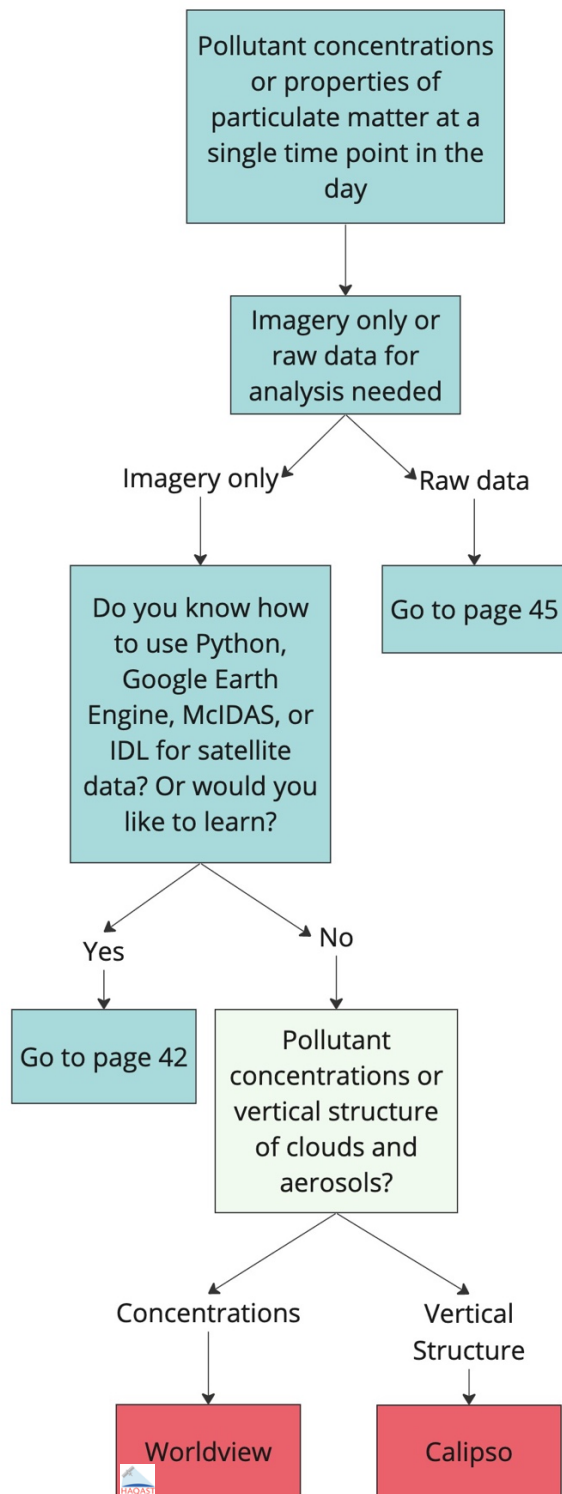 Pollutant concentrations
or properties of
particulate matter at a
single time point in the
day
Imagery only or
raw data for
analysis needed
Imagery only
Raw data
Do you know how
to use Python,
Google Earth
Engine, McIDAS, or
IDL for satellite
data? Or would you
like to learn?
Go to page 45
Yes
No
Go to page 42
Pollutant
concentrations or
vertical structure
of clouds and
aerosols?
Concentrations
Vertical
Structure
Worldview
Calipso
HAQAST